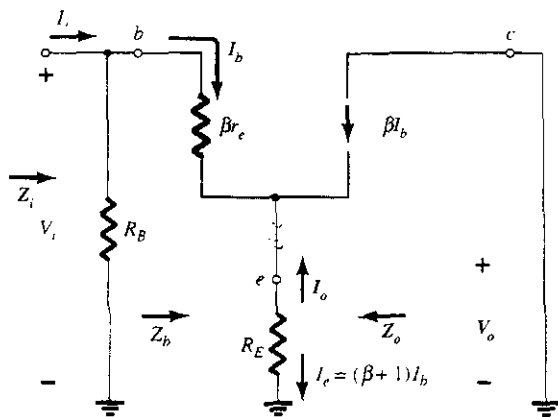 I_i
b
I_b
c
+
βr_e
βI_b
Z_i
V_i
R_B
e
I_o
+
Z_b
Z_o
V_o
R_E
−
I_e = (β + 1)I_b
−